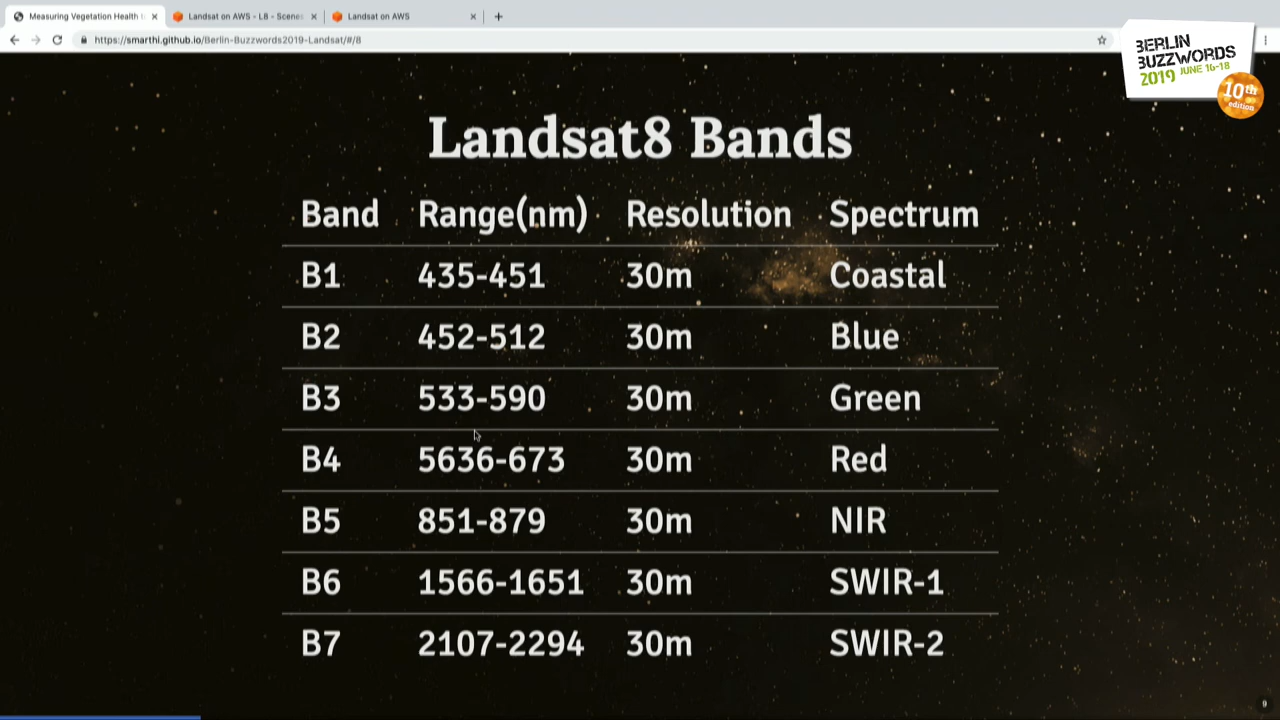 Measuring Vegetation Health t
Landsat on AWS - L8 - Scenes
Landsat on AWS
https://smarthi.github.io/Berlin-Buzzwords2019-Landsat/#/8
BERLIN
BUZZWORDS
2019 JUNE 16-18
10th
edition
Landsat8 Bands
Band Range(nm) Resolution Spectrum
B1 435-451 30m Coastal
B2 452-512 30m Blue
B3 533-590 30m Green
B4 5636-673 30m Red
B5 851-879 30m NIR
B6 1566-1651 30m SWIR-1
B7 2107-2294 30m SWIR-2
9